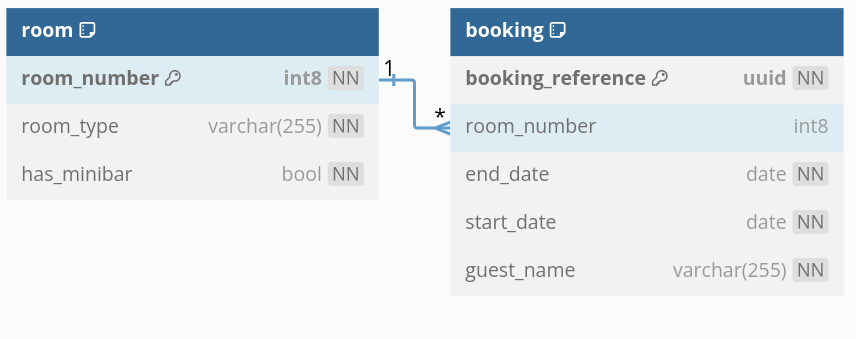 room
room_number int8 NN
room_type varchar(255) NN
has_minibar bool NN
1
*
booking
booking_reference uuid NN
room_number int8
end_date date NN
start_date date NN
guest_name varchar(255) NN